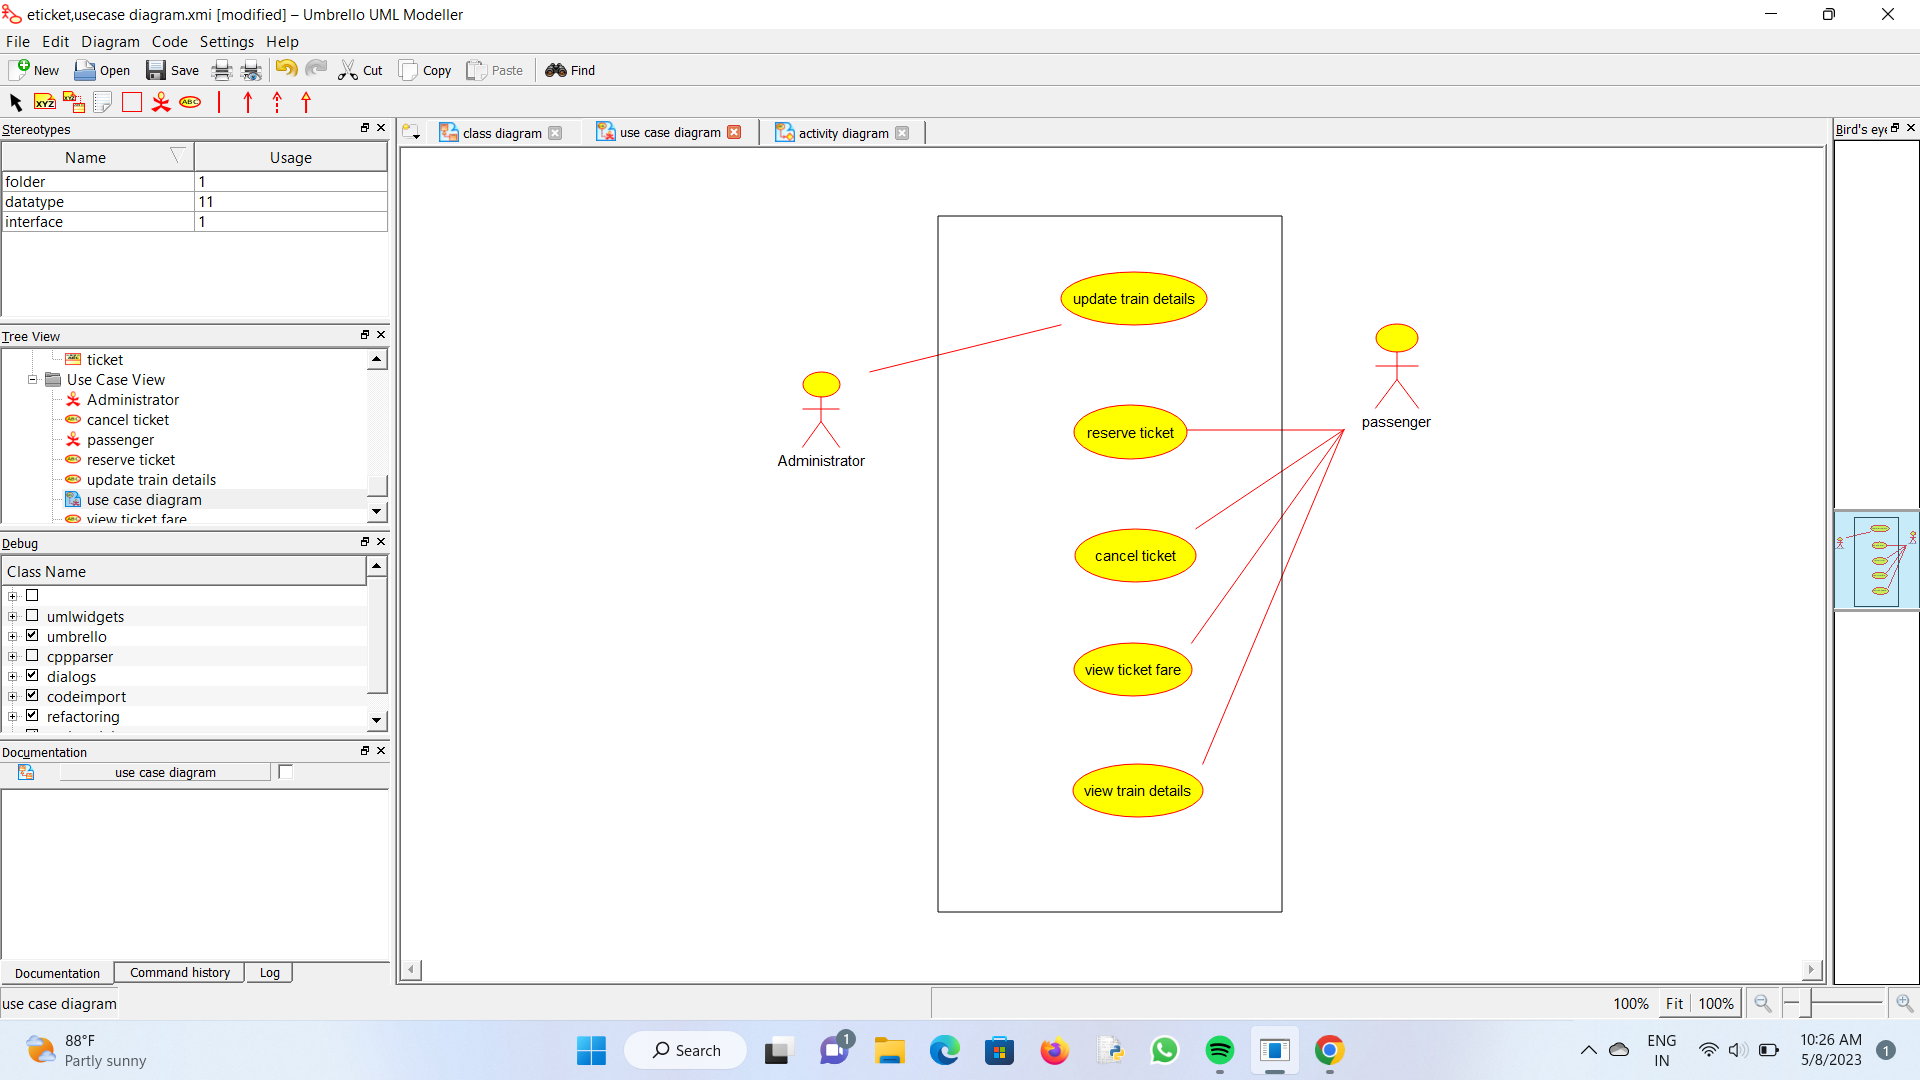 eticket,usecase diagram.xmi [modified] – Umbrello UML Modeller
File Edit Diagram Code Settings Help
New Open Save Cut Copy Paste Find
XYZ XYZ ABC
Stereotypes
Name Usage
folder 1
datatype 11
interface 1
Tree View
ticket
Use Case View
Administrator
cancel ticket
passenger
reserve ticket
update train details
use case diagram
view ticket fare
Debug
Class Name
umlwidgets
umbrello
cppparser
dialogs
codeimport
refactoring
Documentation
use case diagram
Documentation Command history Log
use case diagram
class diagram use case diagram activity diagram
update train details
Administrator
passenger
reserve ticket
cancel ticket
view ticket fare
view train details
Bird's eye
100% Fit 100%
88°F
Partly sunny
Search
1
ENG
IN
10:26 AM
5/8/2023
1